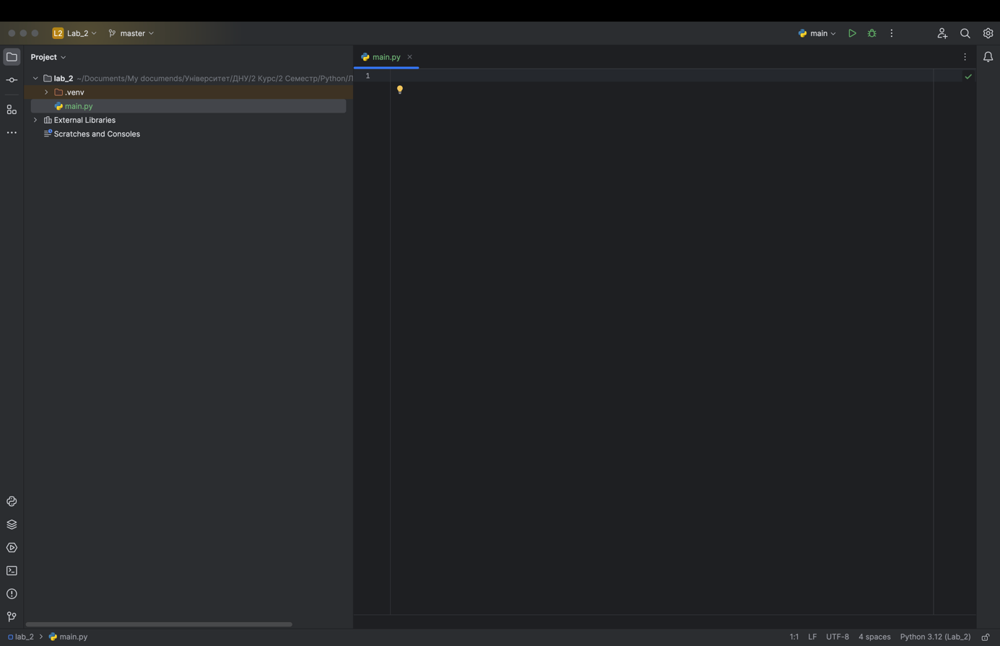 L2 Lab_2 master main
Project
main.py
lab_2 ~/Documents/My documends/Університет/ДНУ/2 Курс/2 Семестр/Python/Л
1
.venv
main.py
External Libraries
Scratches and Consoles
lab_2 > main.py 1:1 LF UTF-8 4 spaces Python 3.12 (Lab_2)